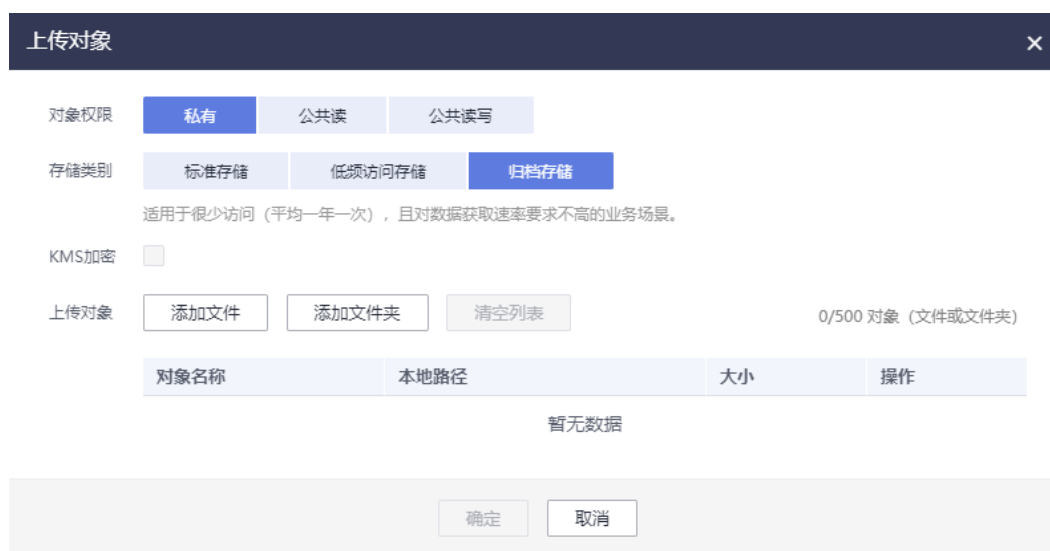 上传对象
对象权限 私有 公共读 公共读写
存储类别 标准存储 低频访问存储 归档存储
适用于很少访问（平均一年一次），且对数据获取速率要求不高的业务场景。
KMS加密
上传对象 添加文件 添加文件夹 清空列表 0/500 对象（文件或文件夹）
对象名称 本地路径 大小 操作
暂无数据
确定 取消